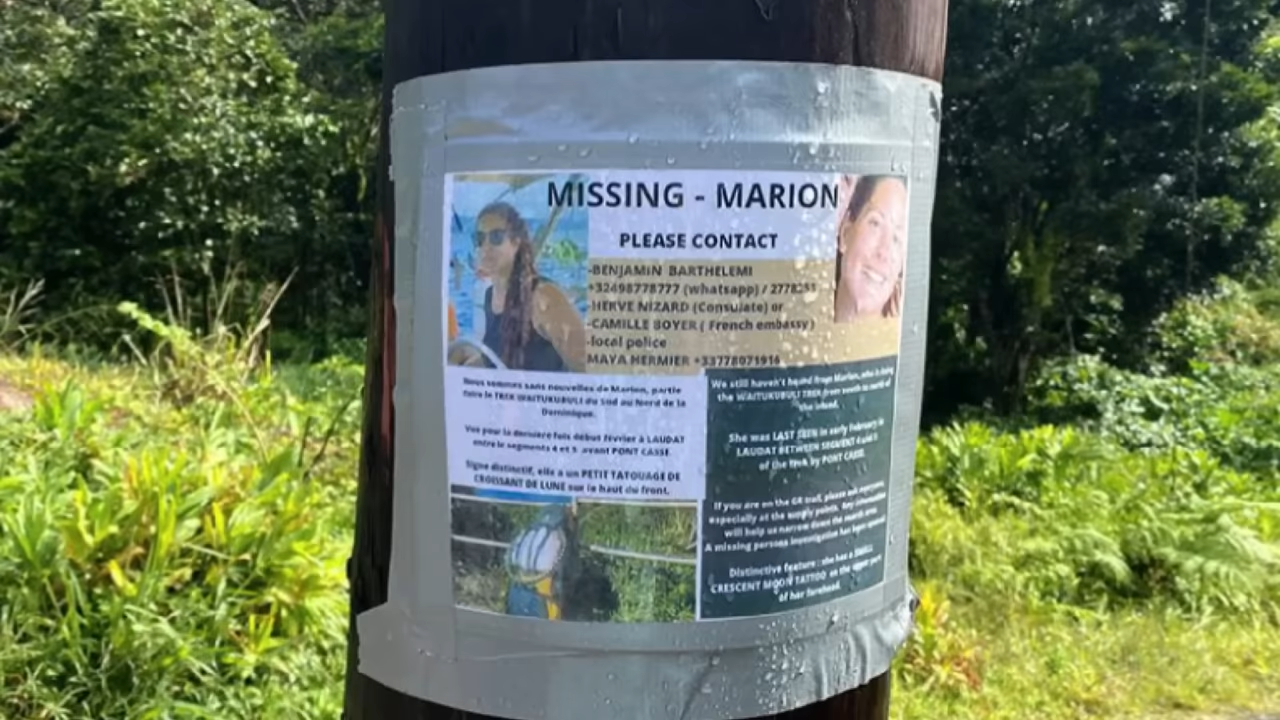 MISSING - MARION
PLEASE CONTACT
-BENJAMIN BARTHELEMI
+32498778777 (whatsapp) / 2778255
-HERVE NIZARD (Consulate) or
-CAMILLE BOYER ( French embassy)
-local police
MAYA HERMIER +33778071916
Nous sommes sans nouvelles de Marion, partie
faire le TREK WAITUKUBULI du Sud au Nord de la
Dominique.
Vue pour la dernière fois début février à LAUDAT
entre le segments 4 et 5 avant PONT CASSE.
Signe distinctif, elle a un PETIT TATOUAGE DE
CROISSANT DE LUNE sur le haut du front.
We still haven't heard from Marion, who is doing
the WAITUKUBULI TREK from south to north of
the island.
She was LAST SEEN in early February in
LAUDAT BETWEEN SEGMENT 4 and 5
of the trek by PONT CASSE.
If you are on the GR trail, please ask everyone,
especially at the supply points. Any information
will help us narrow down the search area.
A missing persons investigation has been opened.
Distinctive feature : she has a SMALL
CRESCENT MOON TATTOO on the upper part
of her forehead.